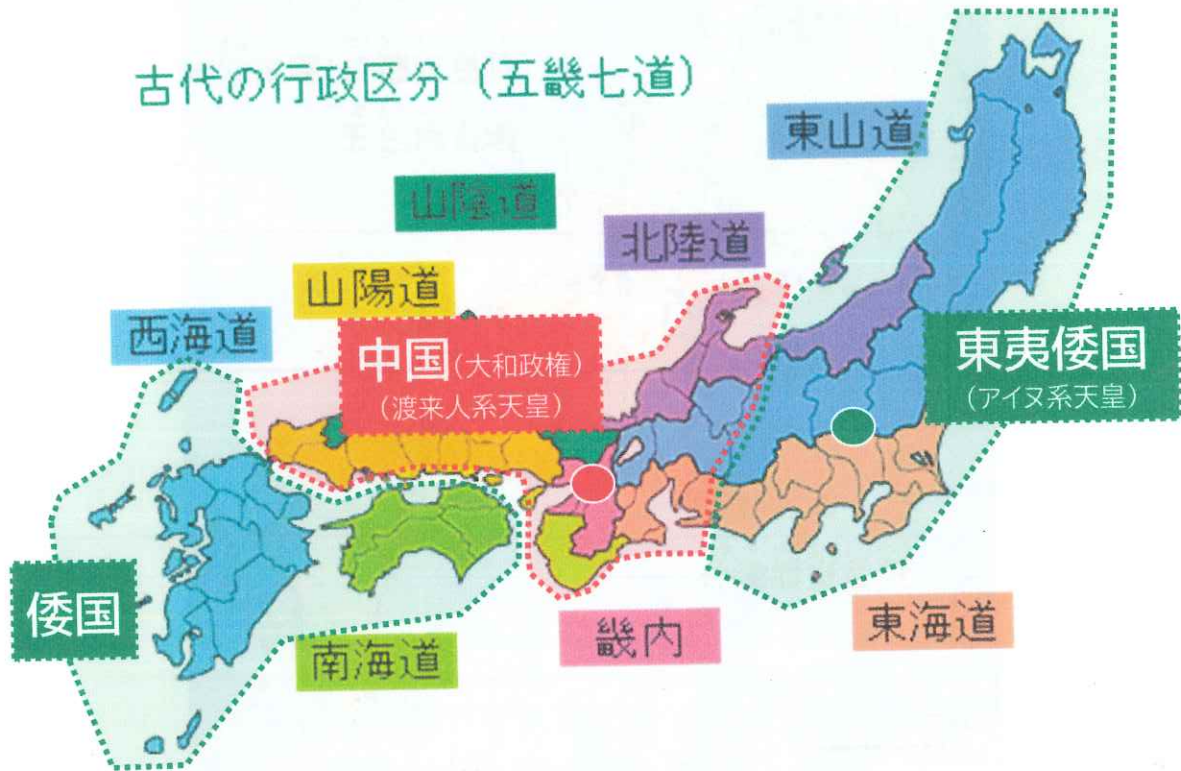 古代の行政区分(五畿七道)
東山道
山陰道
北陸道
山陽道
西海道
中国(大和政権)
(渡来人系天皇)
東夷倭国
(アイヌ系天皇)
倭国
南海道
畿内
東海道